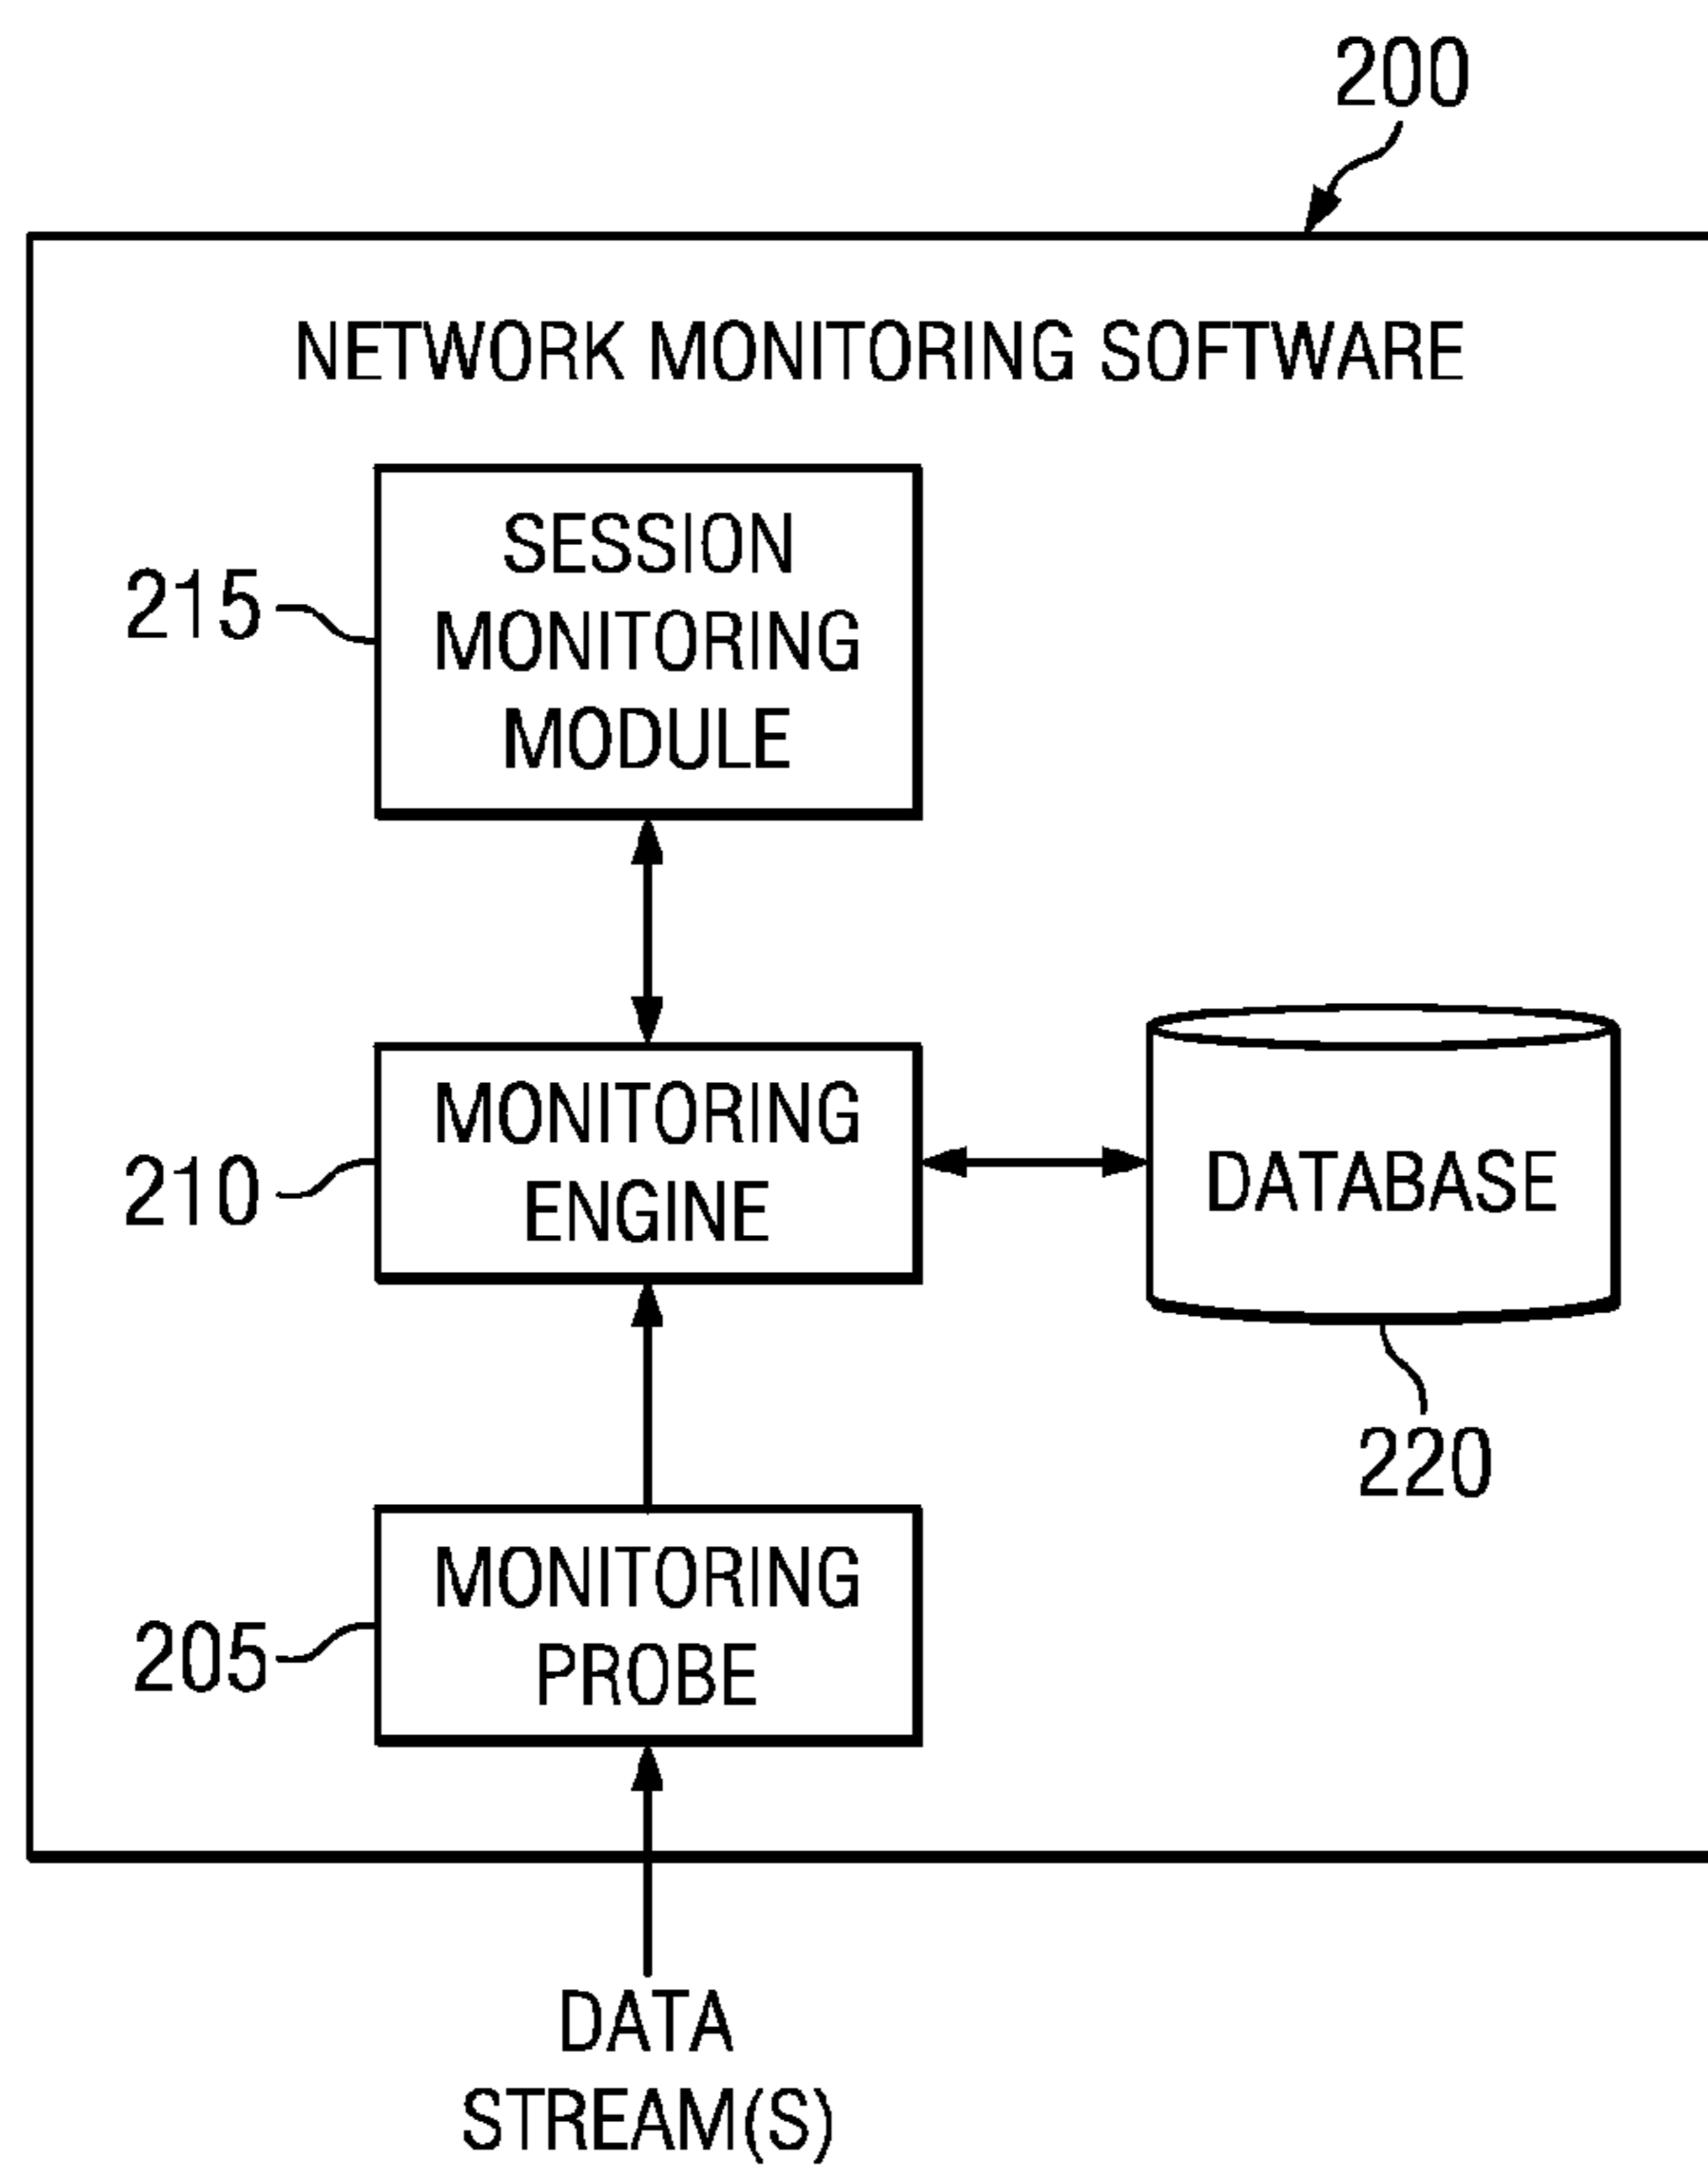 200
NETWORK MONITORING SOFTWARE
SESSION
MONITORING
MODULE
215
MONITORING
ENGINE
210
DATABASE
220
MONITORING
PROBE
205
DATA
STREAM(S)